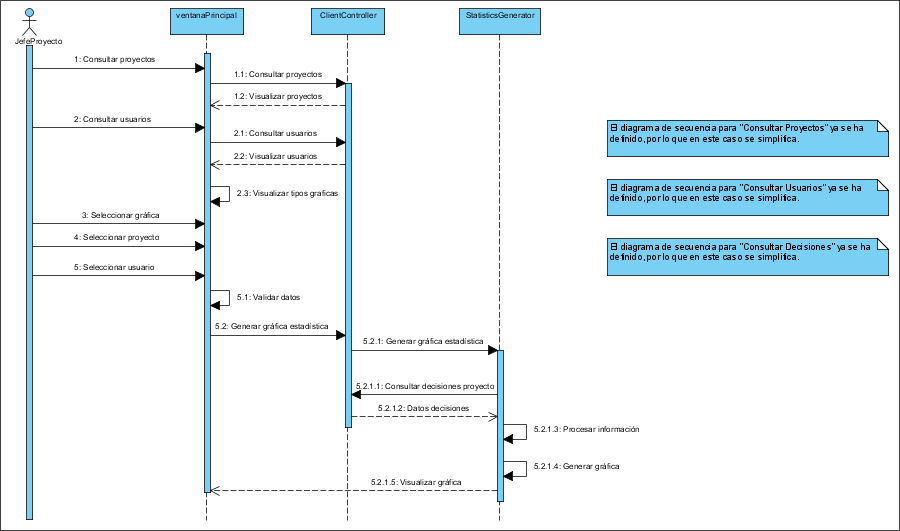 ventanaPrincipal
ClientController
StatisticsGenerator
JefeProyecto
1: Consultar proyectos
1.1: Consultar proyectos
1.2: Visualizar proyectos
2: Consultar usuarios
2.1: Consultar usuarios
2.2: Visualizar usuarios
2.3: Visualizar tipos graficas
3: Seleccionar gráfica
4: Seleccionar proyecto
5: Seleccionar usuario
5.1: Validar datos
5.2: Generar gráfica estadística
5.2.1: Generar gráfica estadística
5.2.1.1: Consultar decisiones proyecto
5.2.1.2: Datos decisiones
5.2.1.3: Procesar información
5.2.1.4: Generar gráfica
5.2.1.5: Visualizar gráfica
El diagrama de secuencia para "Consultar Proyectos" ya se ha
definido, por lo que en este caso se simplifica.
El diagrama de secuencia para "Consultar Usuarios" ya se ha
definido, por lo que en este caso se simplifica.
El diagrama de secuencia para "Consultar Decisiones" ya se ha
definido, por lo que en este caso se simplifica.